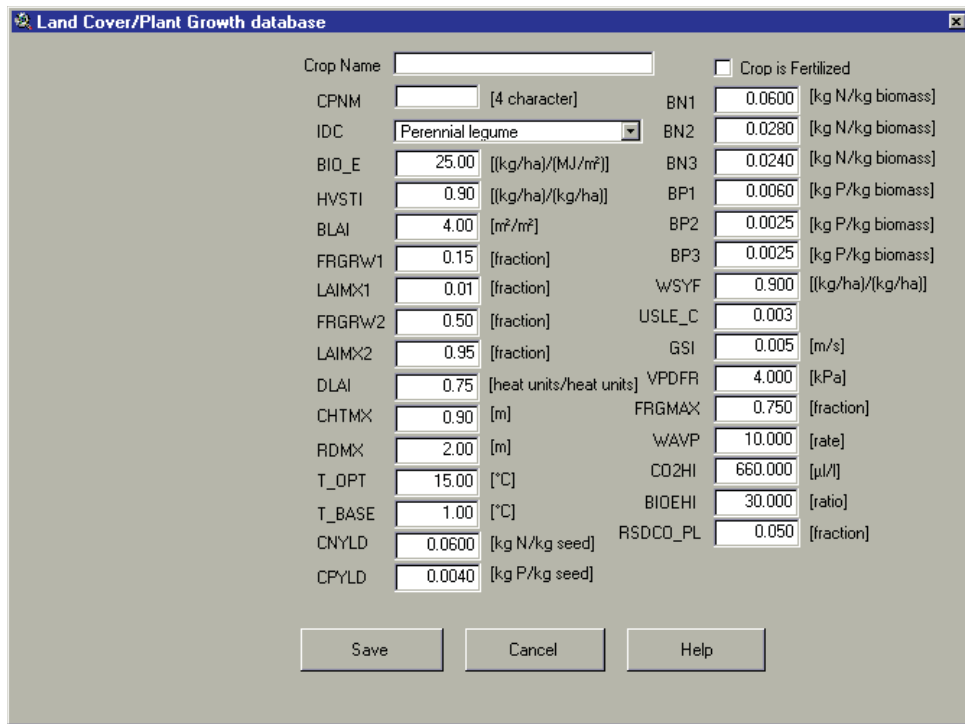 Land Cover/Plant Growth database
Crop Name
Crop is Fertilized
CPNM [4 character]
IDC Perennial legume
BIO_E 25.00 [(kg/ha)/(MJ/m²)]
HVSTI 0.90 [(kg/ha)/(kg/ha)]
BLAI 4.00 [m²/m²]
FRGRW1 0.15 [fraction]
LAIMX1 0.01 [fraction]
FRGRW2 0.50 [fraction]
LAIMX2 0.95 [fraction]
DLAI 0.75 [heat units/heat units]
CHTMX 0.90 [m]
RDMX 2.00 [m]
T_OPT 15.00 [°C]
T_BASE 1.00 [°C]
CNYLD 0.0600 [kg N/kg seed]
CPYLD 0.0040 [kg P/kg seed]
BN1 0.0600 [kg N/kg biomass]
BN2 0.0280 [kg N/kg biomass]
BN3 0.0240 [kg N/kg biomass]
BP1 0.0060 [kg P/kg biomass]
BP2 0.0025 [kg P/kg biomass]
BP3 0.0025 [kg P/kg biomass]
WSYF 0.900 [(kg/ha)/(kg/ha)]
USLE_C 0.003
GSI 0.005 [m/s]
VPDFR 4.000 [kPa]
FRGMAX 0.750 [fraction]
WAVP 10.000 [rate]
CO2HI 660.000 [µl/l]
BIOEHI 30.000 [ratio]
RSDCO_PL 0.050 [fraction]
Save
Cancel
Help